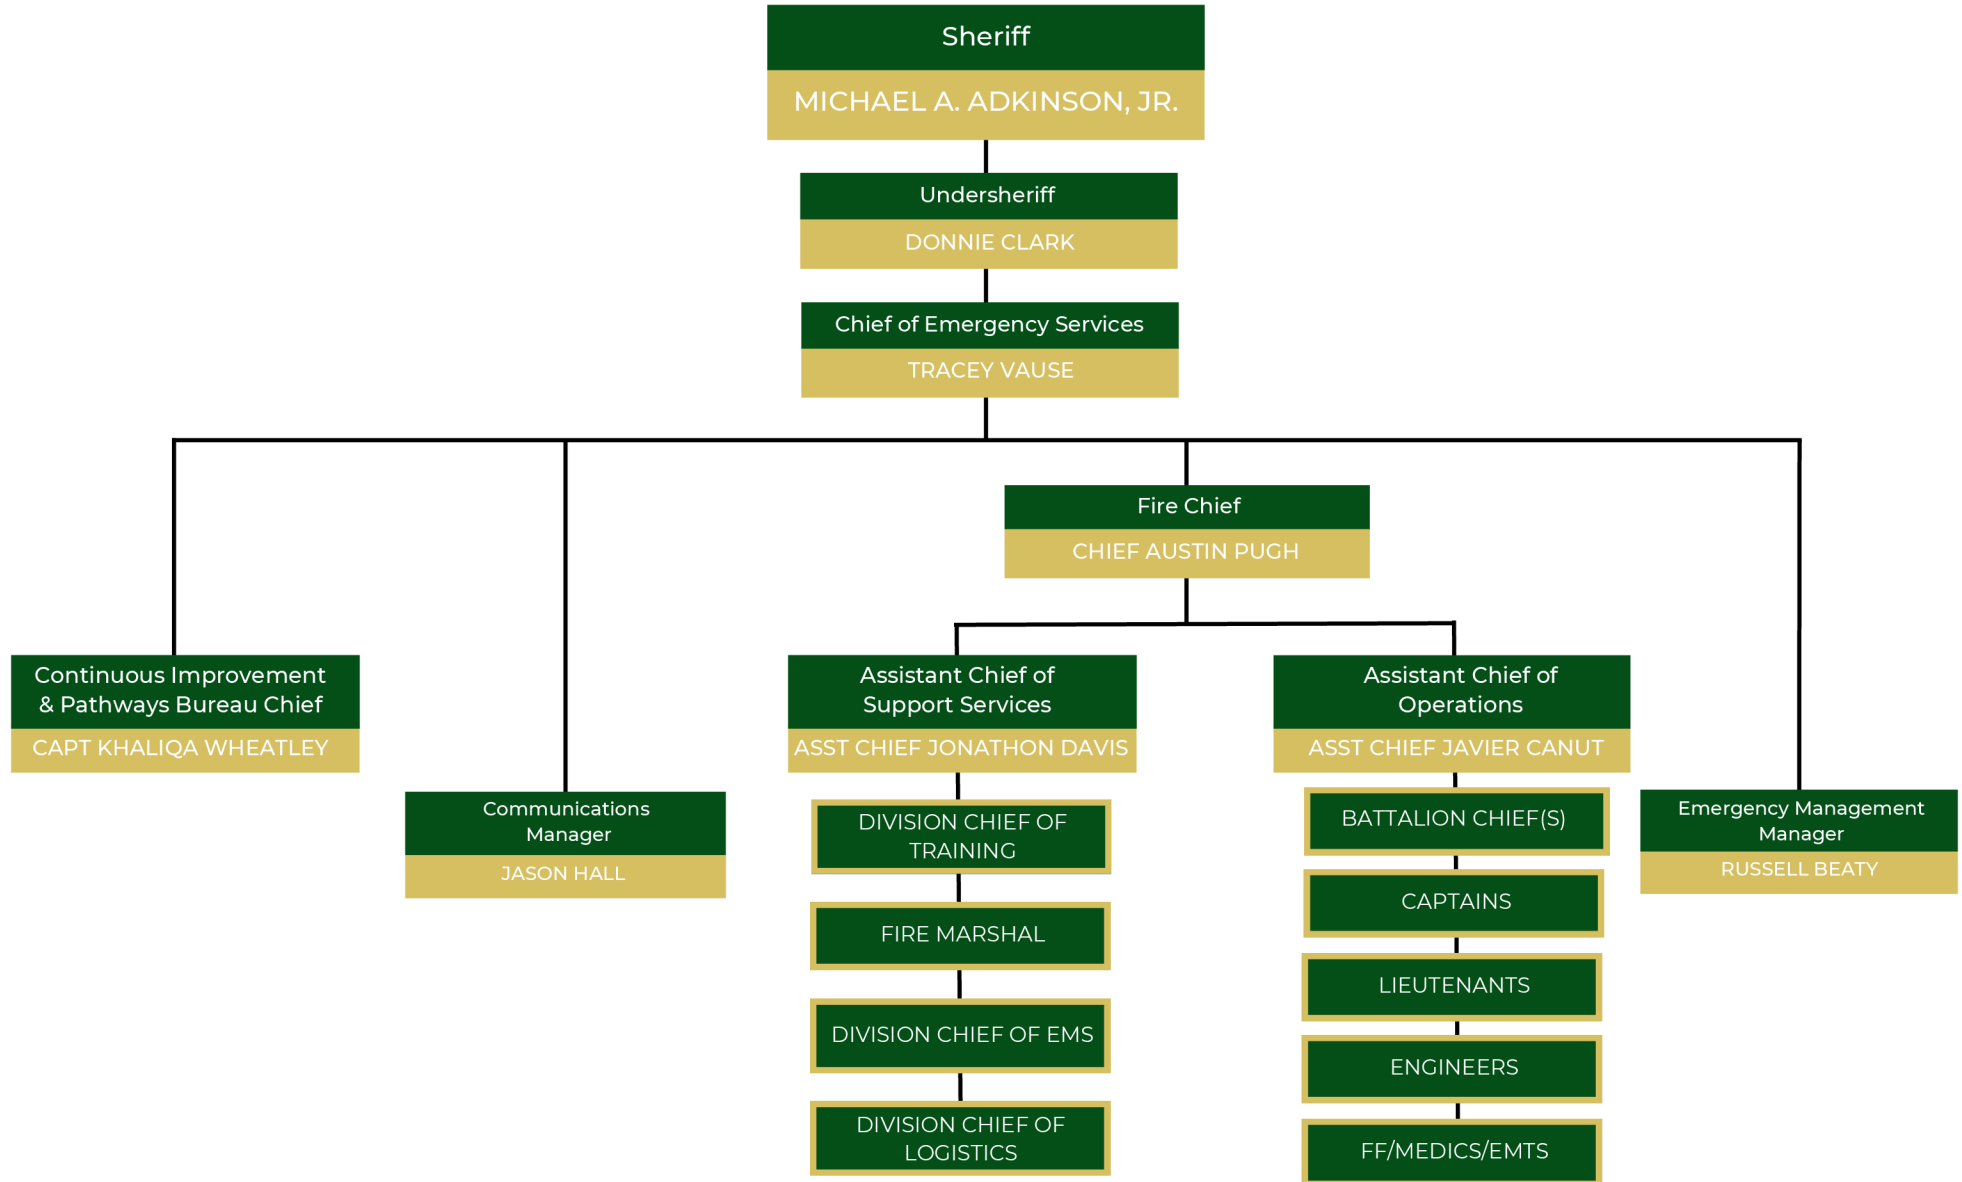 Sheriff
MICHAEL A. ADKINSON, JR.
Undersheriff
DONNIE CLARK
Chief of Emergency Services
TRACEY VAUSE
Fire Chief
CHIEF AUSTIN PUGH
Continuous Improvement
& Pathways Bureau Chief
CAPT KHALIQA WHEATLEY
Communications
Manager
JASON HALL
Assistant Chief of
Support Services
ASST CHIEF JONATHON DAVIS
DIVISION CHIEF OF
TRAINING
FIRE MARSHAL
DIVISION CHIEF OF EMS
DIVISION CHIEF OF
LOGISTICS
Assistant Chief of
Operations
ASST CHIEF JAVIER CANUT
BATTALION CHIEF(S)
CAPTAINS
LIEUTENANTS
ENGINEERS
FF/MEDICS/EMTS
Emergency Management
Manager
RUSSELL BEATY